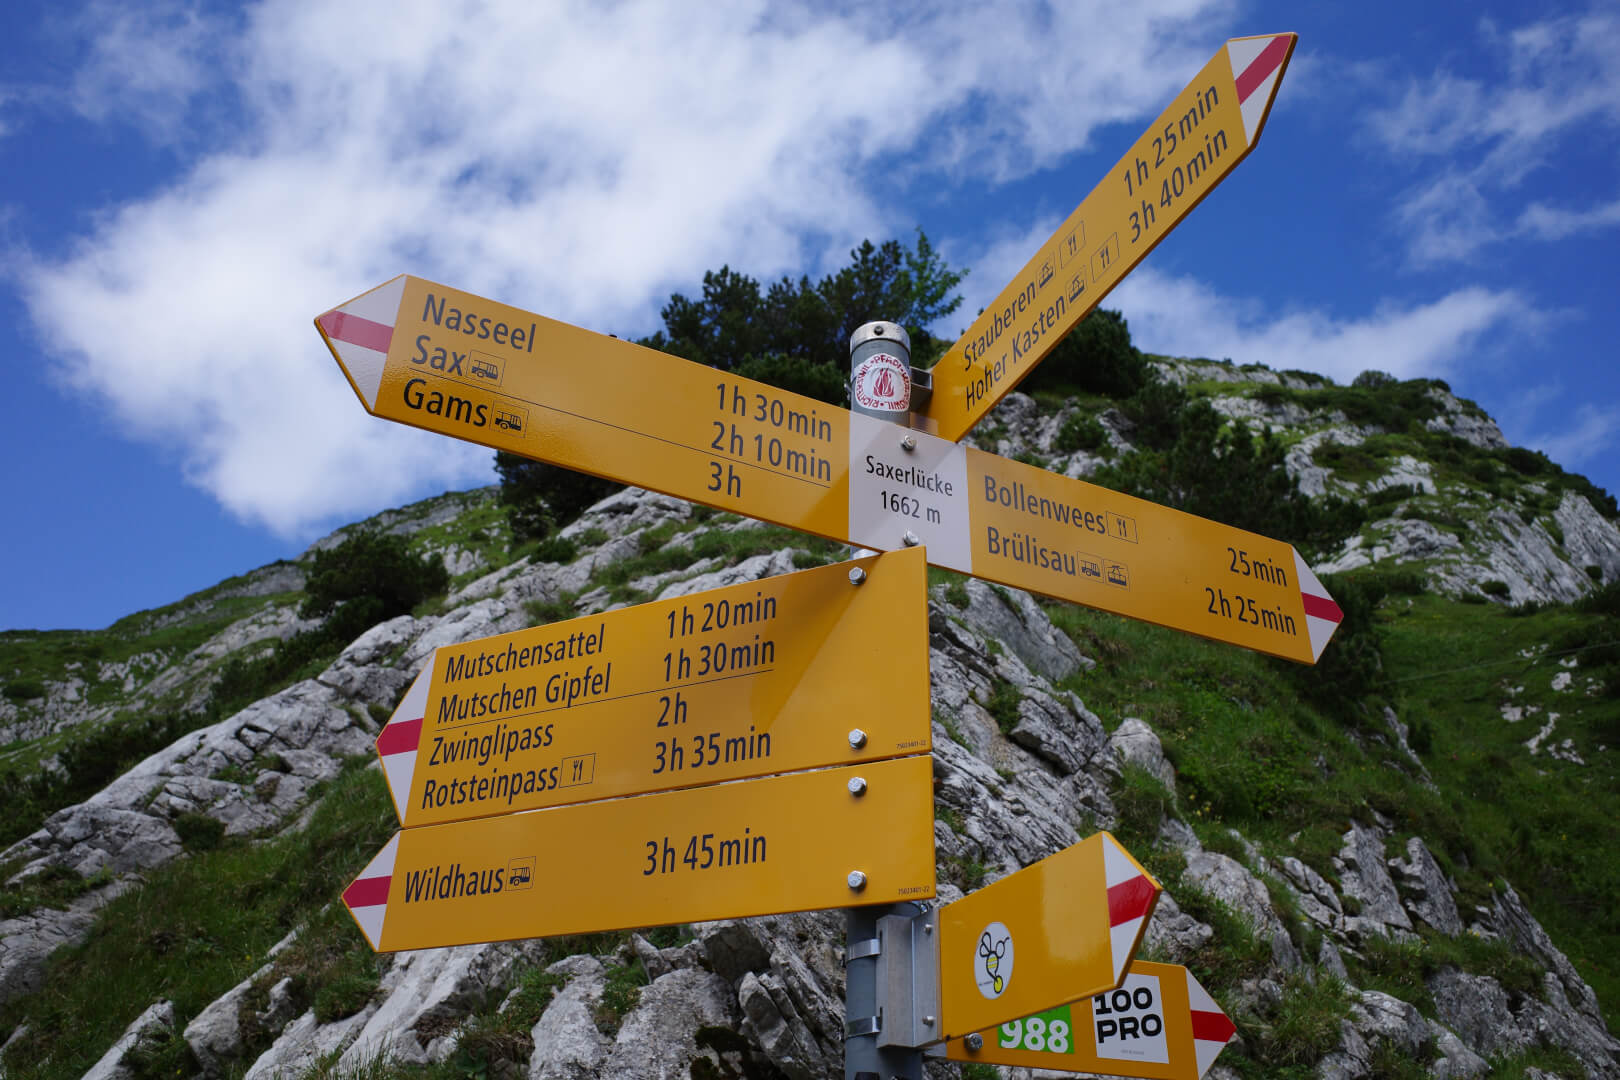 Stauberen 1h 25min
Hoher Kasten 3h 40min
Nasseel 1h 30min
Sax 2h 10min
Gams 3h
Saxerlücke
1662 m
Bollenwees 25min
Brülisau 2h 25min
Mutschensattel 1h 20min
Mutschen Gipfel 1h 30min
Zwinglipass 2h
Rotsteinpass 3h 35min
Wildhaus 3h 45min
988
100
PRO